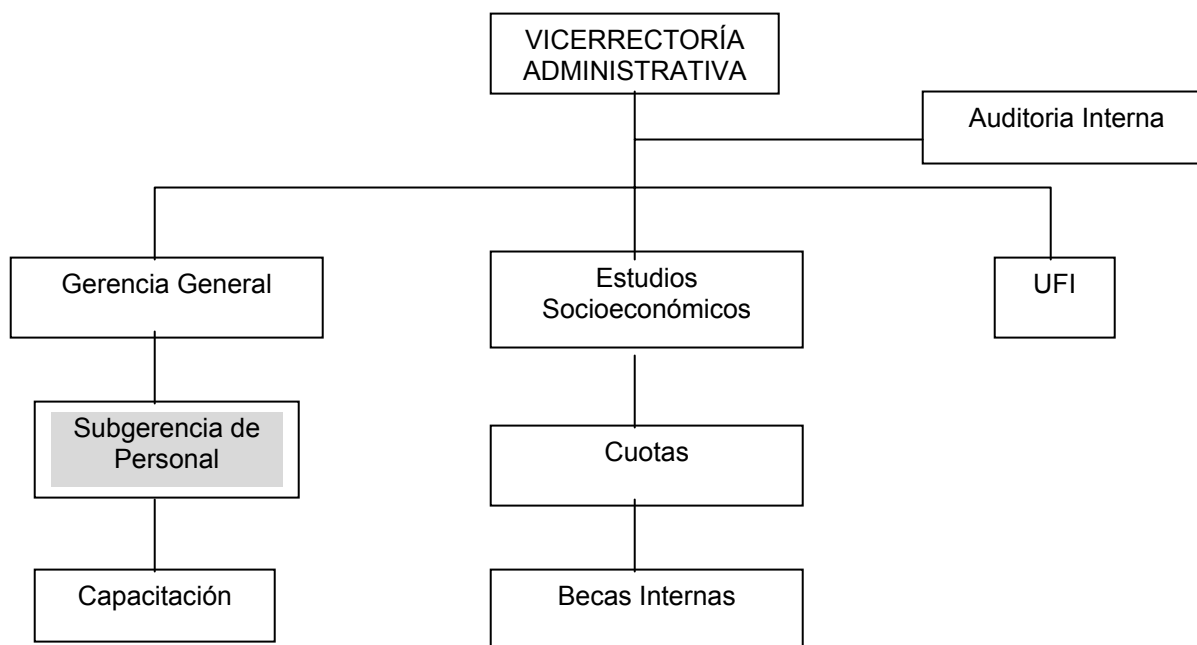 VICERRECTORÍA
ADMINISTRATIVA
Auditoria Interna
Gerencia General
Estudios
Socioeconómicos
UFI
Subgerencia de
Personal
Cuotas
Capacitación
Becas Internas